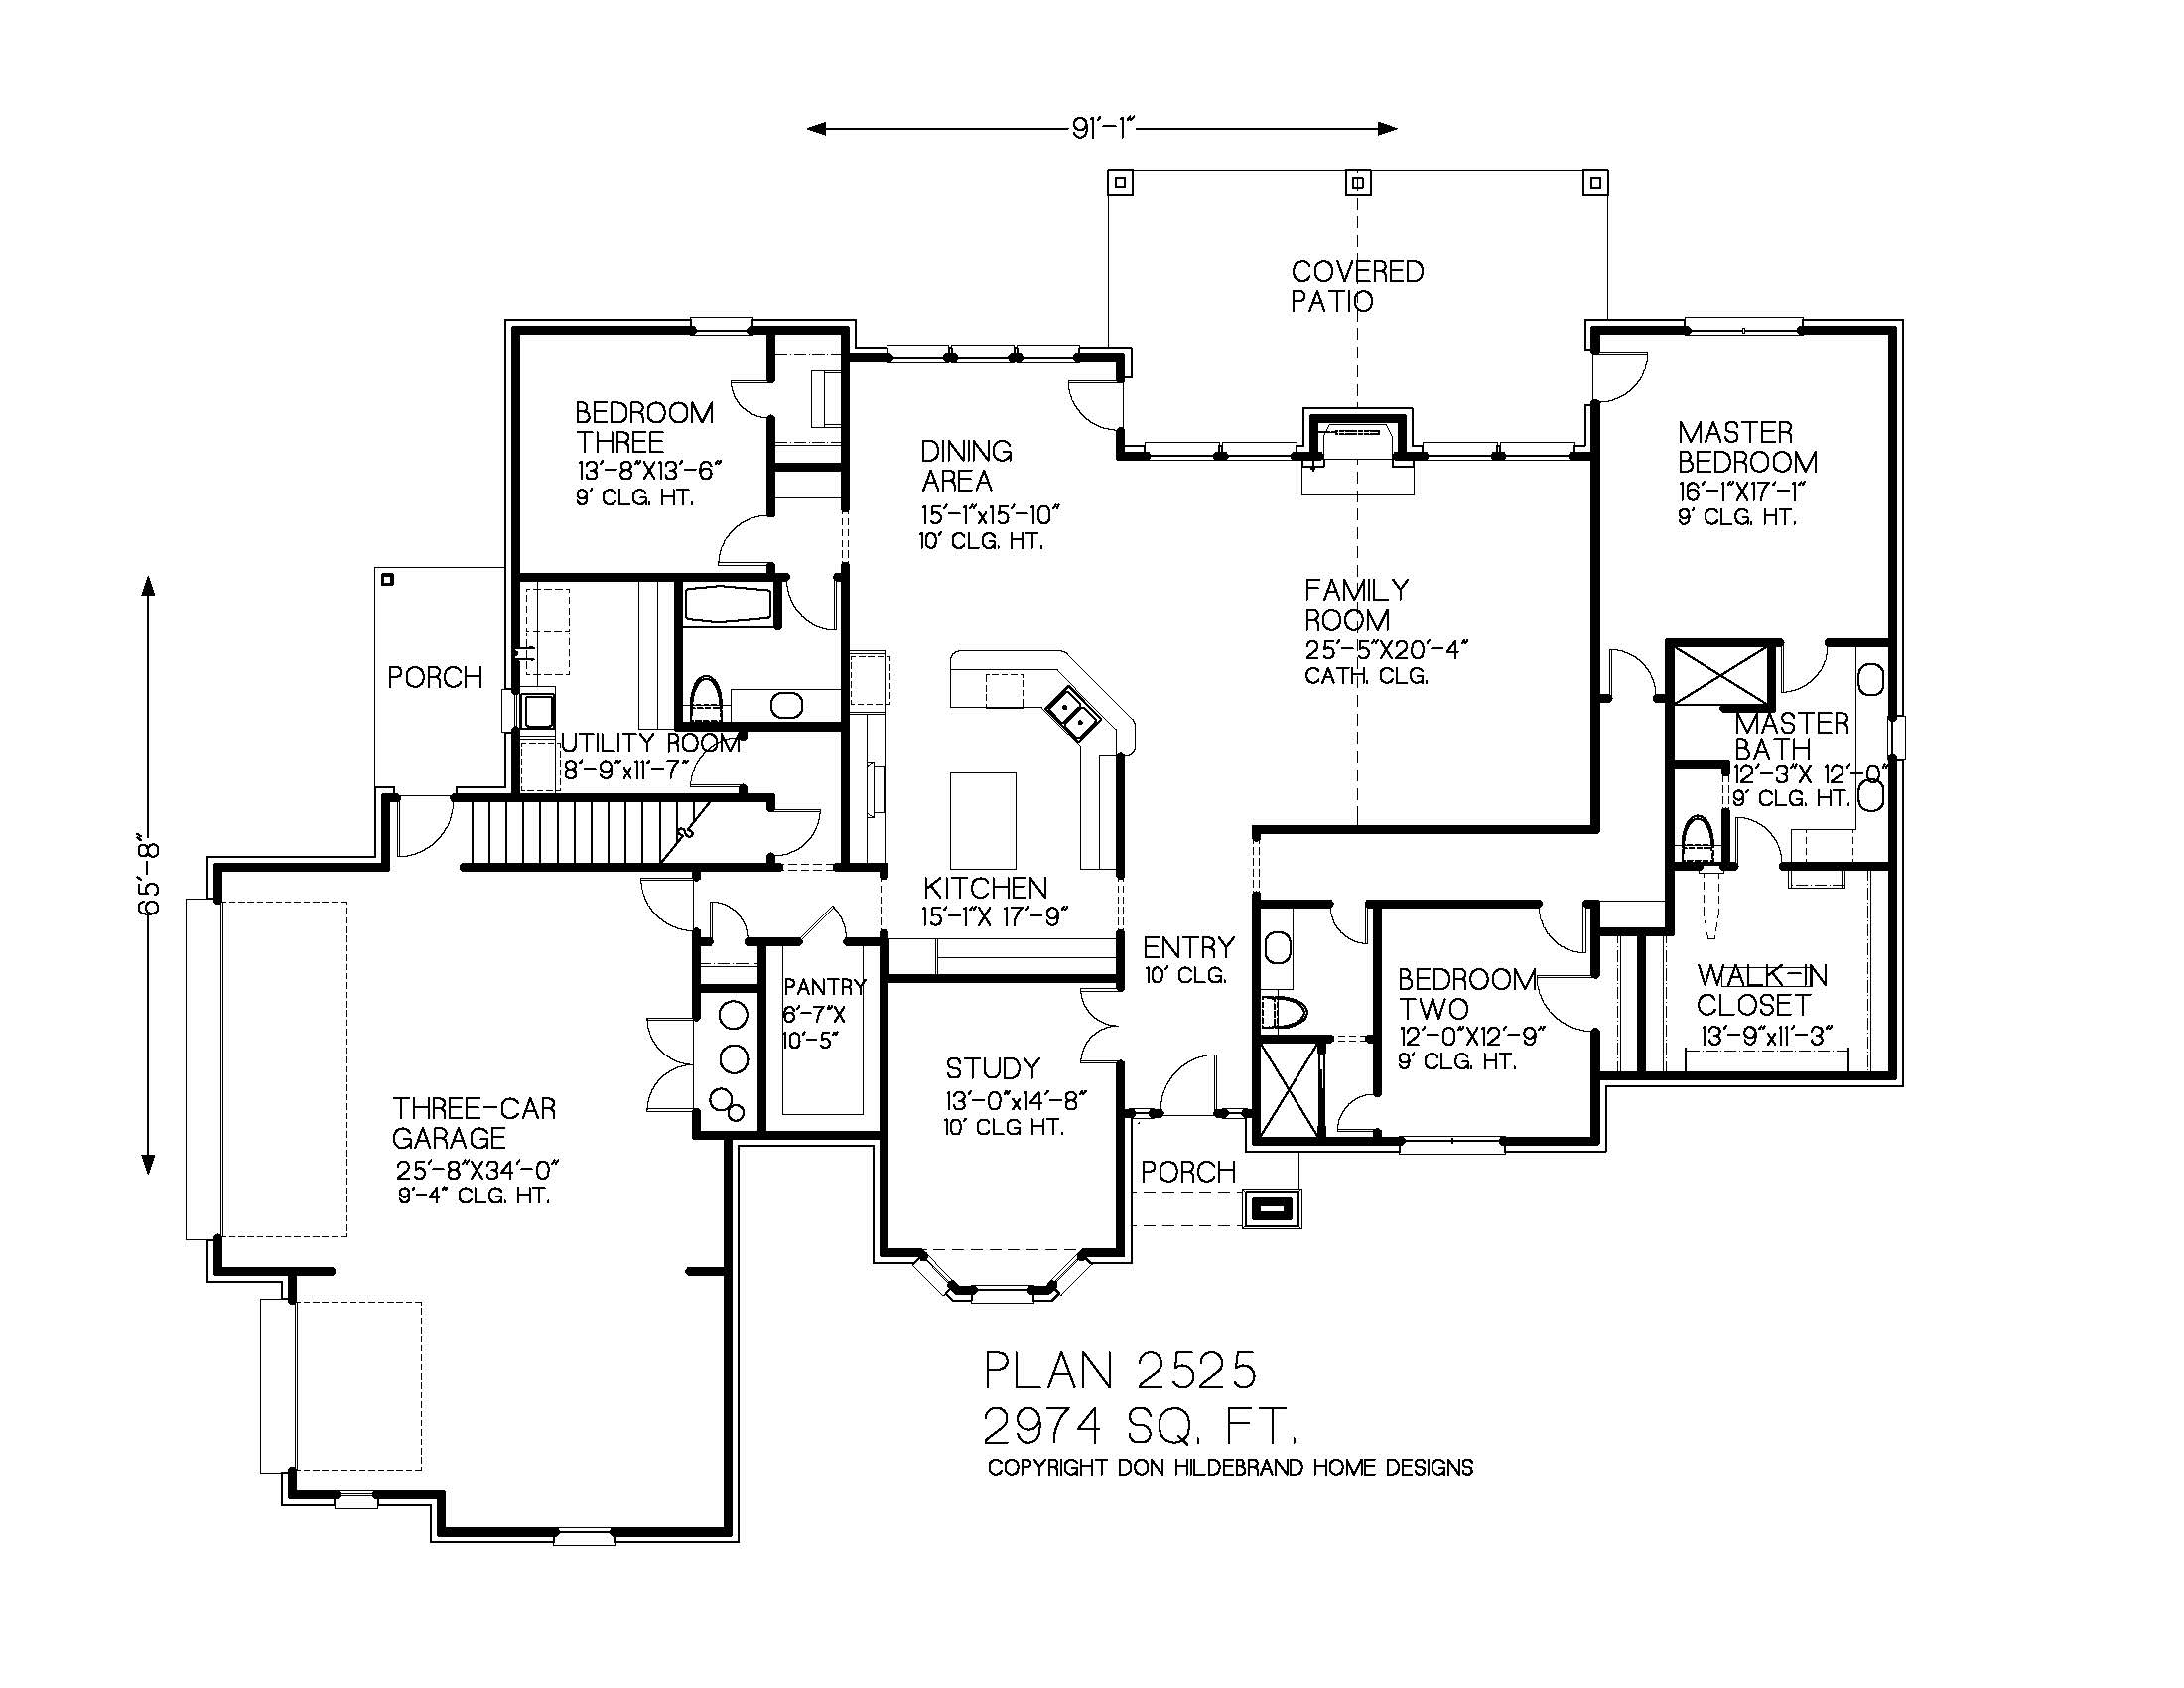 91'-1"
COVERED
PATIO
BEDROOM
THREE
13'-8"X13'-6"
9' CLG. HT.
DINING
AREA
15'-1"x15'-10"
10' CLG. HT.
MASTER
BEDROOM
16'-1"X17'-1"
9' CLG. HT.
FAMILY
ROOM
25'-5"X20'-4"
CATH. CLG.
PORCH
UTILITY ROOM
8'-9"x11'-7"
MASTER
BATH
12'-3"X 12'-0"
9' CLG. HT.
65'-8"
KITCHEN
15'-1"X 17'-9"
ENTRY
10' CLG.
PANTRY
6'-7"X
10'-5"
BEDROOM
TWO
12'-0"X12'-9"
9' CLG. HT.
WALK-IN
CLOSET
13'-9"x11'-3"
STUDY
13'-0"x14'-8"
10' CLG HT.
THREE-CAR
GARAGE
25'-8"X34'-0"
9'-4" CLG. HT.
PORCH
PLAN 2525
2974 SQ. FT.
COPYRIGHT DON HILDEBRAND HOME DESIGNS